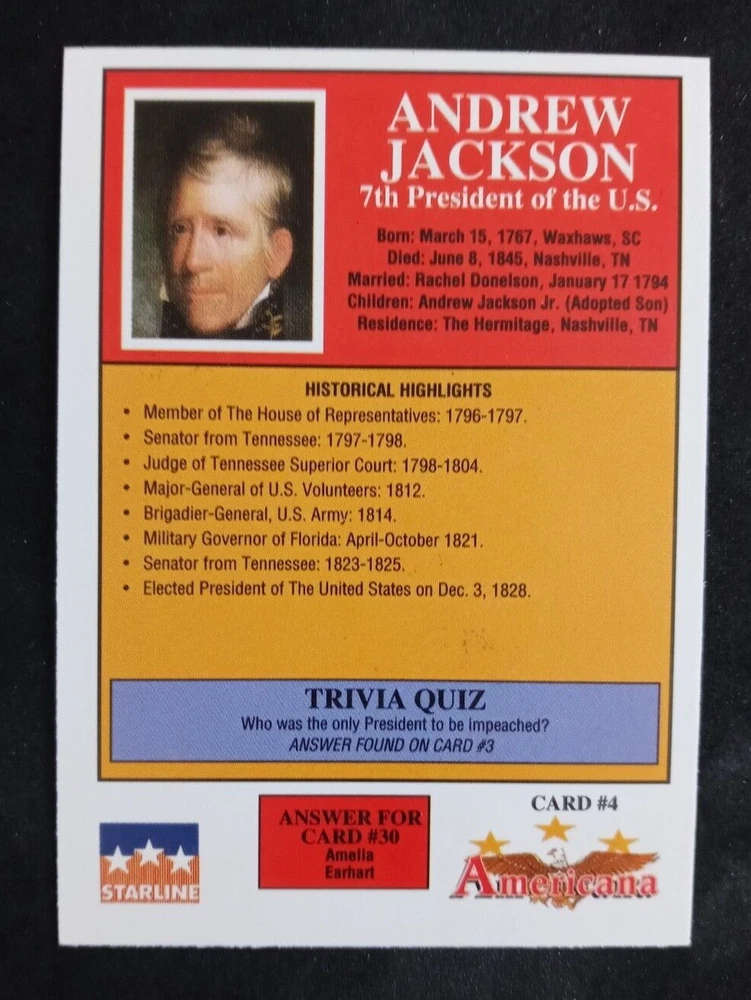 ANDREW
JACKSON
7th President of the U.S.
Born: March 15, 1767, Waxhaws, SC
Died: June 8, 1845, Nashville, TN
Married: Rachel Donelson, January 17 1794
Children: Andrew Jackson Jr. (Adopted Son)
Residence: The Hermitage, Nashville, TN
HISTORICAL HIGHLIGHTS
• Member of The House of Representatives: 1796-1797.
• Senator from Tennessee: 1797-1798.
• Judge of Tennessee Superior Court: 1798-1804.
• Major-General of U.S. Volunteers: 1812.
• Brigadier-General, U.S. Army: 1814.
• Military Governor of Florida: April-October 1821.
• Senator from Tennessee: 1823-1825.
• Elected President of The United States on Dec. 3, 1828.
TRIVIA QUIZ
Who was the only President to be impeached?
ANSWER FOUND ON CARD #3
STARLINE
ANSWER FOR
CARD #30
Amelia
Earhart
CARD #4
Americana